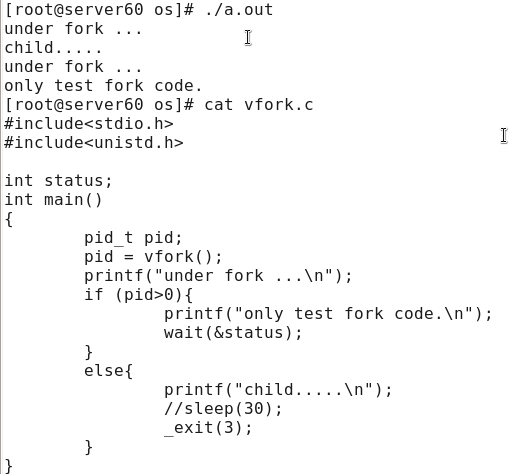 [root@server60 os]# ./a.out
under fork ...
child.....
under fork ...
only test fork code.
[root@server60 os]# cat vfork.c
#include<stdio.h>
#include<unistd.h>

int status;
int main()
{
        pid_t pid;
        pid = vfork();
        printf("under fork ...\n");
        if (pid>0){
                printf("only test fork code.\n");
                wait(&status);
        }
        else{
                printf("child.....\n");
                //sleep(30);
                _exit(3);
        }
}